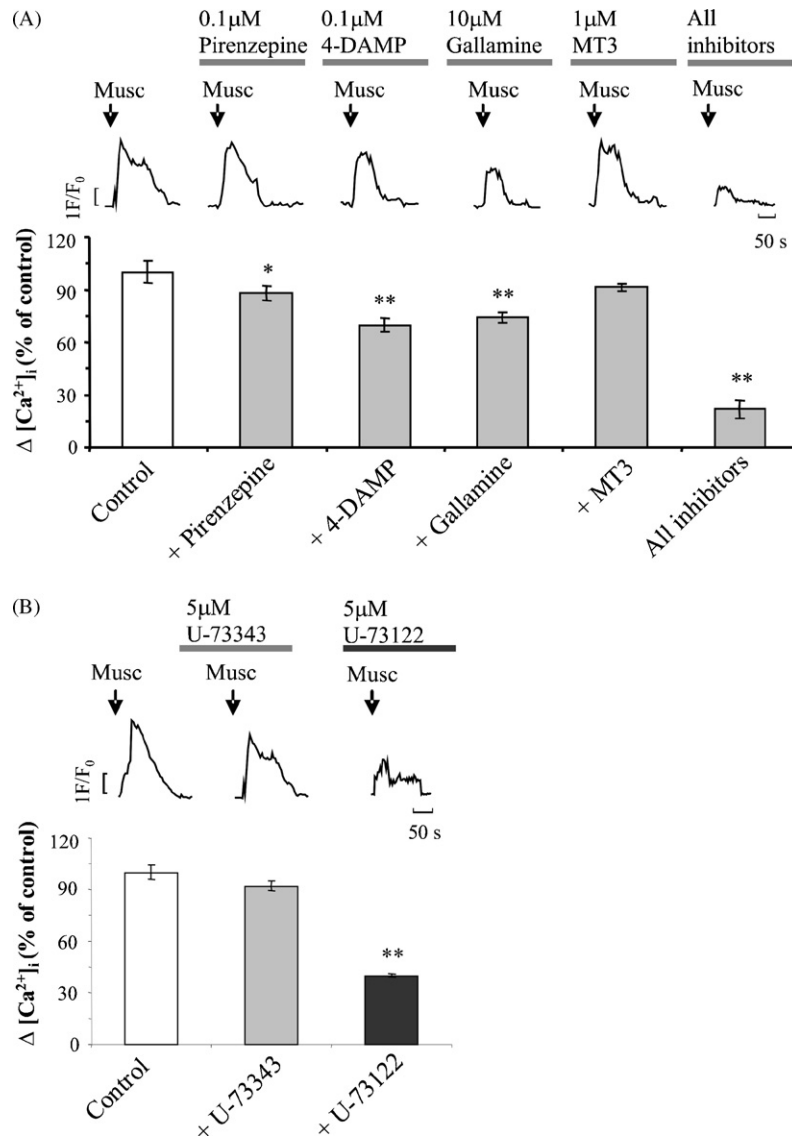 (A)
0.1μM
Pirenzepine
0.1μM
4-DAMP
10μM
Gallamine
1μM
MT3
All
inhibitors
Musc
Musc
Musc
Musc
Musc
Musc
1F/F0
50 s
Δ [Ca2+]i (% of control)
120
90
60
30
0
*
**
**
**
Control
+ Pirenzepine
+ 4-DAMP
+ Gallamine
+ MT3
All inhibitors
(B)
5μM
U-73343
5μM
U-73122
Musc
Musc
Musc
1F/F0
50 s
Δ [Ca2+]i (% of control)
120
90
60
30
0
**
Control
+ U-73343
+ U-73122